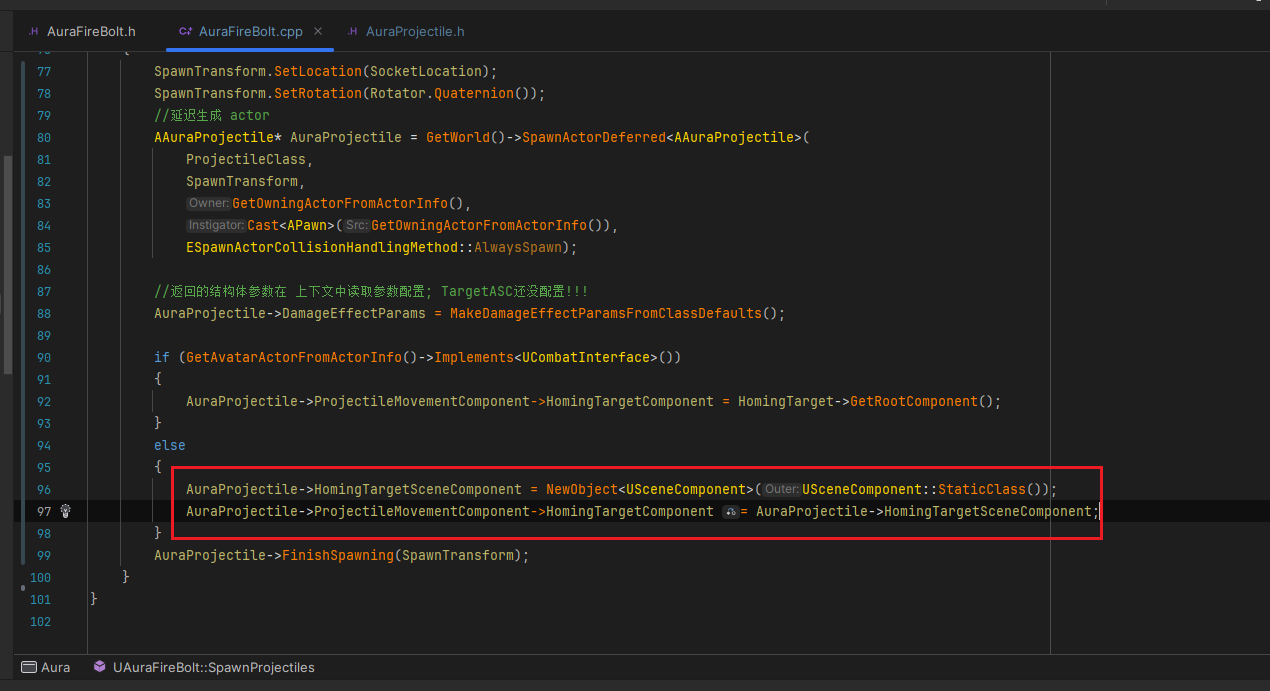 AuraFireBolt.h AuraFireBolt.cpp AuraProjectile.h
77 SpawnTransform.SetLocation(SocketLocation);
78 SpawnTransform.SetRotation(Rotator.Quaternion());
79 //延迟生成 actor
80 AAuraProjectile* AuraProjectile = GetWorld()->SpawnActorDeferred<AAuraProjectile>(
81 ProjectileClass,
82 SpawnTransform,
83 Owner: GetOwningActorFromActorInfo(),
84 Instigator: Cast<APawn>( Src: GetOwningActorFromActorInfo()),
85 ESpawnActorCollisionHandlingMethod::AlwaysSpawn);
86
87 //返回的结构体参数在 上下文中读取参数配置; TargetASC还没配置!!!
88 AuraProjectile->DamageEffectParams = MakeDamageEffectParamsFromClassDefaults();
89
90 if (GetAvatarActorFromActorInfo()->Implements<UCombatInterface>())
91 {
92 AuraProjectile->ProjectileMovementComponent->HomingTargetComponent = HomingTarget->GetRootComponent();
93 }
94 else
95 {
96 AuraProjectile->HomingTargetSceneComponent = NewObject<USceneComponent>( Outer: USceneComponent::StaticClass());
97 AuraProjectile->ProjectileMovementComponent->HomingTargetComponent = AuraProjectile->HomingTargetSceneComponent;
98 }
99 AuraProjectile->FinishSpawning(SpawnTransform);
100 }
101 }
102
Aura UAuraFireBolt::SpawnProjectiles